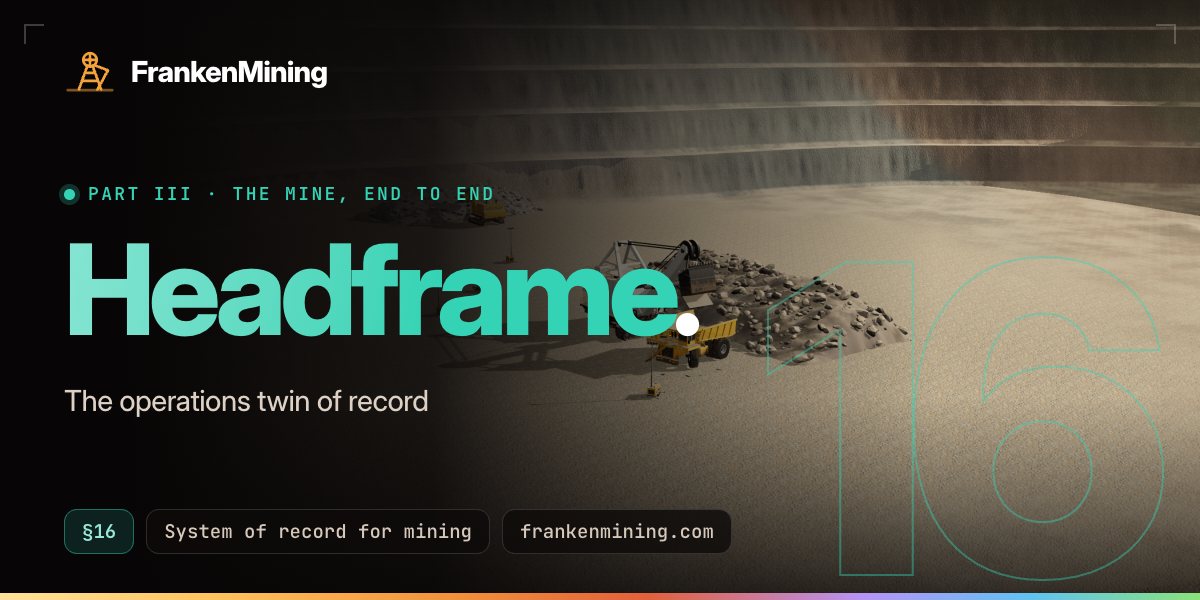 FrankenMining
PART III · THE MINE, END TO END
Headframe.
The operations twin of record
§16
System of record for mining
frankenmining.com
16